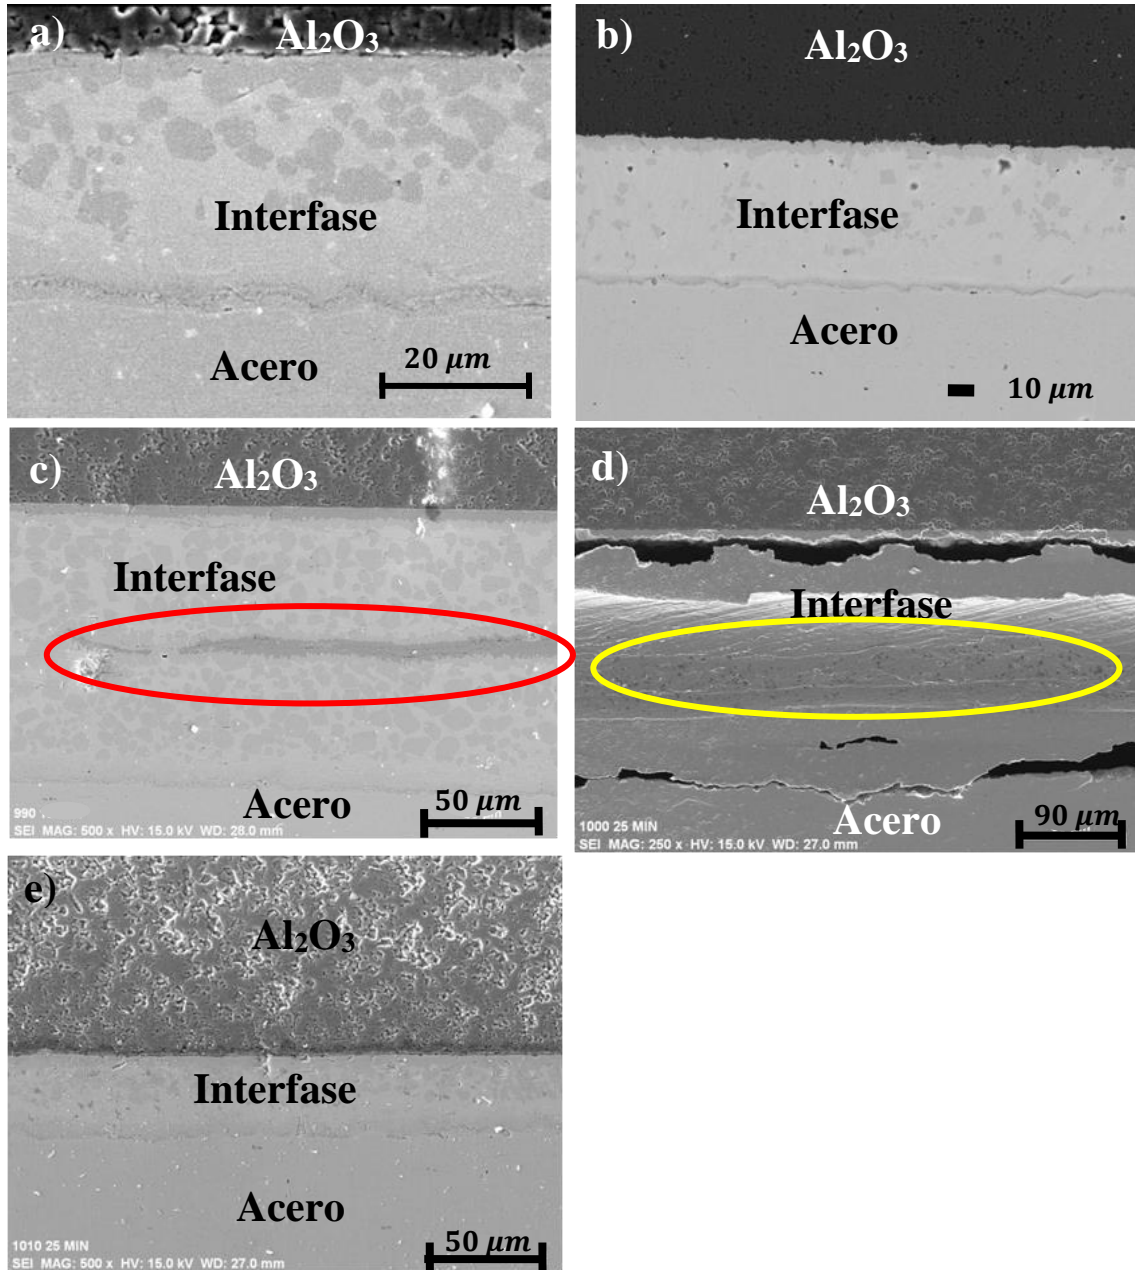 a)
Al₂O₃
Interfase
Acero
20 μm
b)
Al₂O₃
Interfase
Acero
10 μm
c)
Al₂O₃
Interfase
Acero
50 μm
990
SEI MAG: 500 x HV: 15.0 kV WD: 28.0 mm
d)
Al₂O₃
Interfase
Acero
90 μm
1000 25 MIN
SEI MAG: 250 x HV: 15.0 kV WD: 27.0 mm
e)
Al₂O₃
Interfase
Acero
50 μm
1010 25 MIN
SEI MAG: 500 x HV: 15.0 kV WD: 27.0 mm